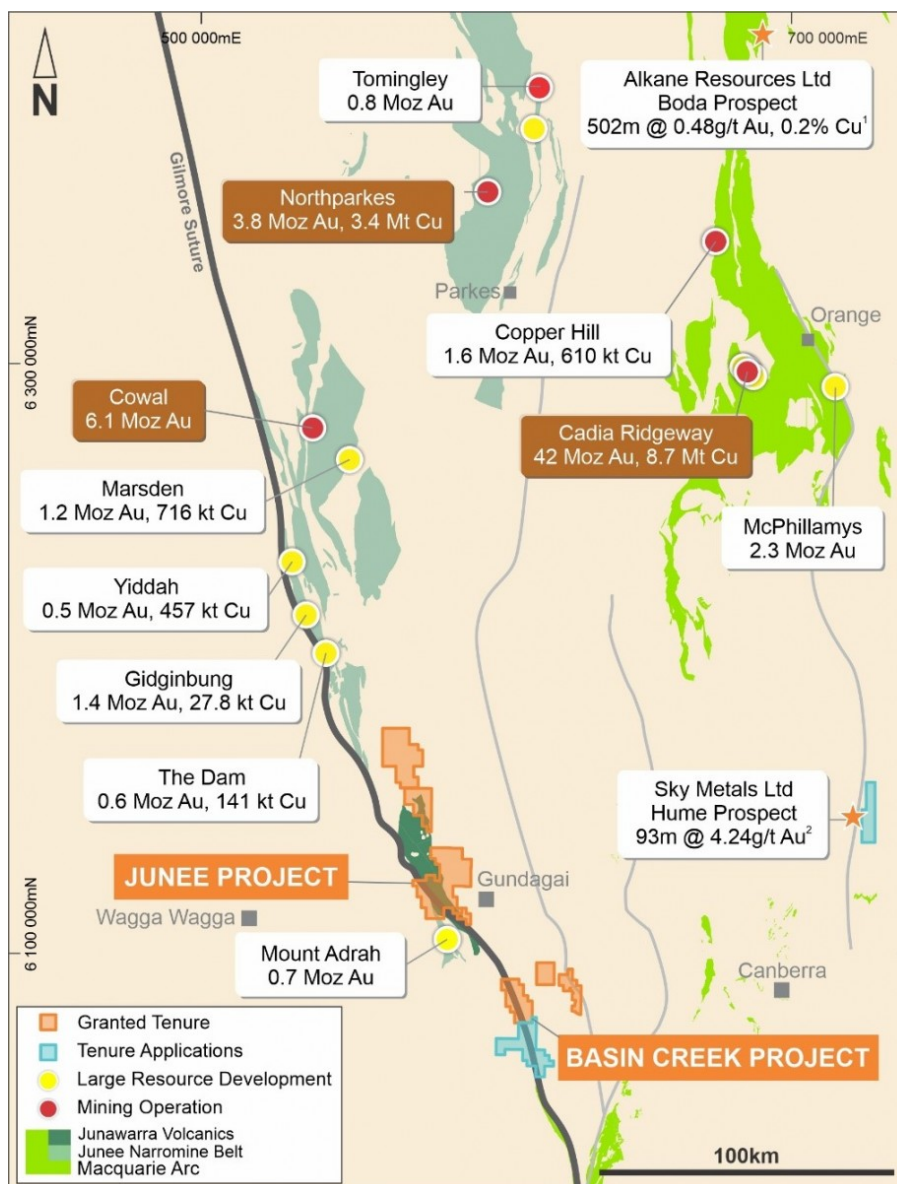 500 000mE
700 000mE
N
Gilmore Suture
Tomingley
0.8 Moz Au
Alkane Resources Ltd
Boda Prospect
502m @ 0.48g/t Au, 0.2% Cu1
Northparkes
3.8 Moz Au, 3.4 Mt Cu
Parkes
Orange
Copper Hill
1.6 Moz Au, 610 kt Cu
6 300 000mN
Cowal
6.1 Moz Au
Cadia Ridgeway
42 Moz Au, 8.7 Mt Cu
Marsden
1.2 Moz Au, 716 kt Cu
McPhillamys
2.3 Moz Au
Yiddah
0.5 Moz Au, 457 kt Cu
Gidginbung
1.4 Moz Au, 27.8 kt Cu
The Dam
0.6 Moz Au, 141 kt Cu
Sky Metals Ltd
Hume Prospect
93m @ 4.24g/t Au2
JUNEE PROJECT
Gundagai
Wagga Wagga
6 100 000mN
Mount Adrah
0.7 Moz Au
Canberra
BASIN CREEK PROJECT
Granted Tenure
Tenure Applications
Large Resource Development
Mining Operation
Junawarra Volcanics
Junee Narromine Belt
Macquarie Arc
100km